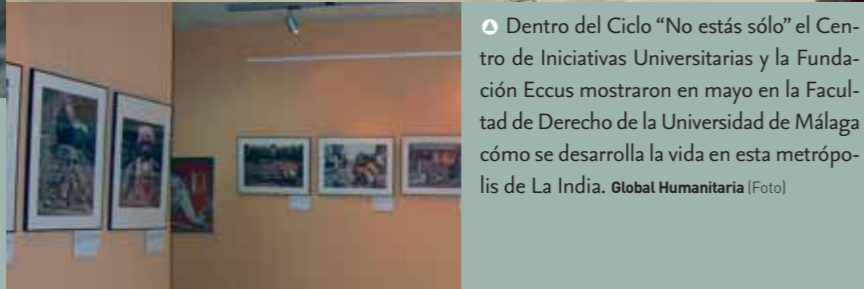 Dentro del Ciclo “No estás sólo” el Cen-
tro de Iniciativas Universitarias y la Funda-
ción Eccus mostraron en mayo en la Facul-
tad de Derecho de la Universidad de Málaga
cómo se desarrolla la vida en esta metrópo-
lis de La India. Global Humanitaria (Foto)